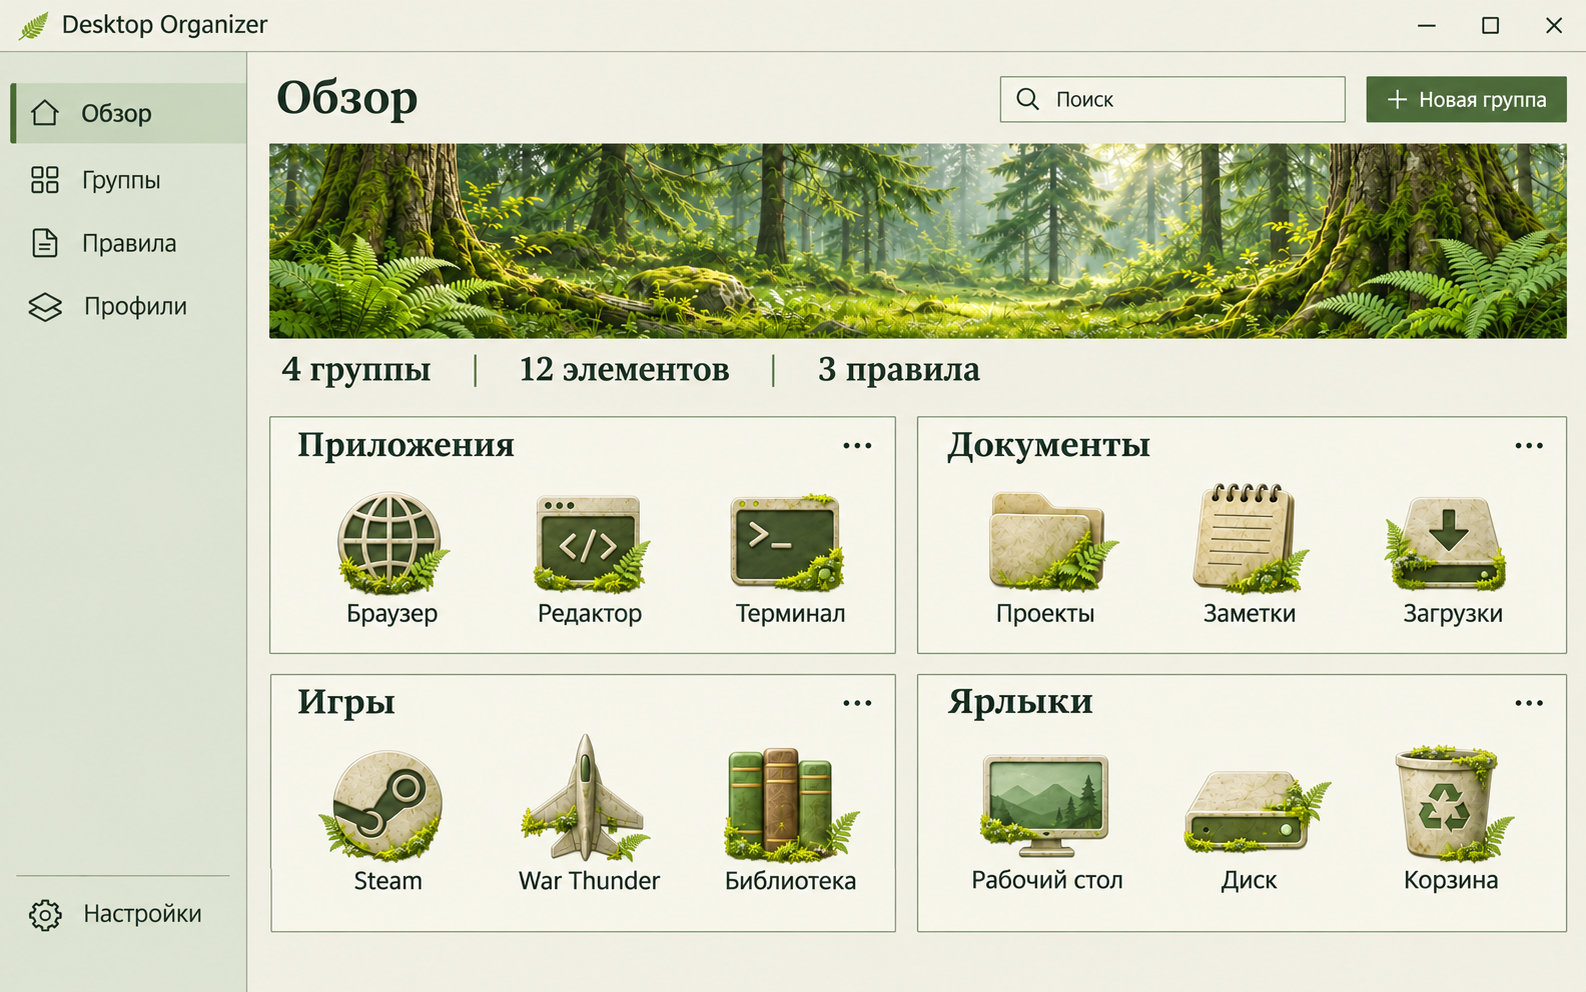 Desktop Organizer
Обзор
Группы
Правила
Профили
Настройки
Обзор
Поиск
Новая группа
4 группы | 12 элементов | 3 правила
Приложения
Браузер Редактор Терминал
Документы
Проекты Заметки Загрузки
Игры
Steam War Thunder Библиотека
Ярлыки
Рабочий стол Диск Корзина